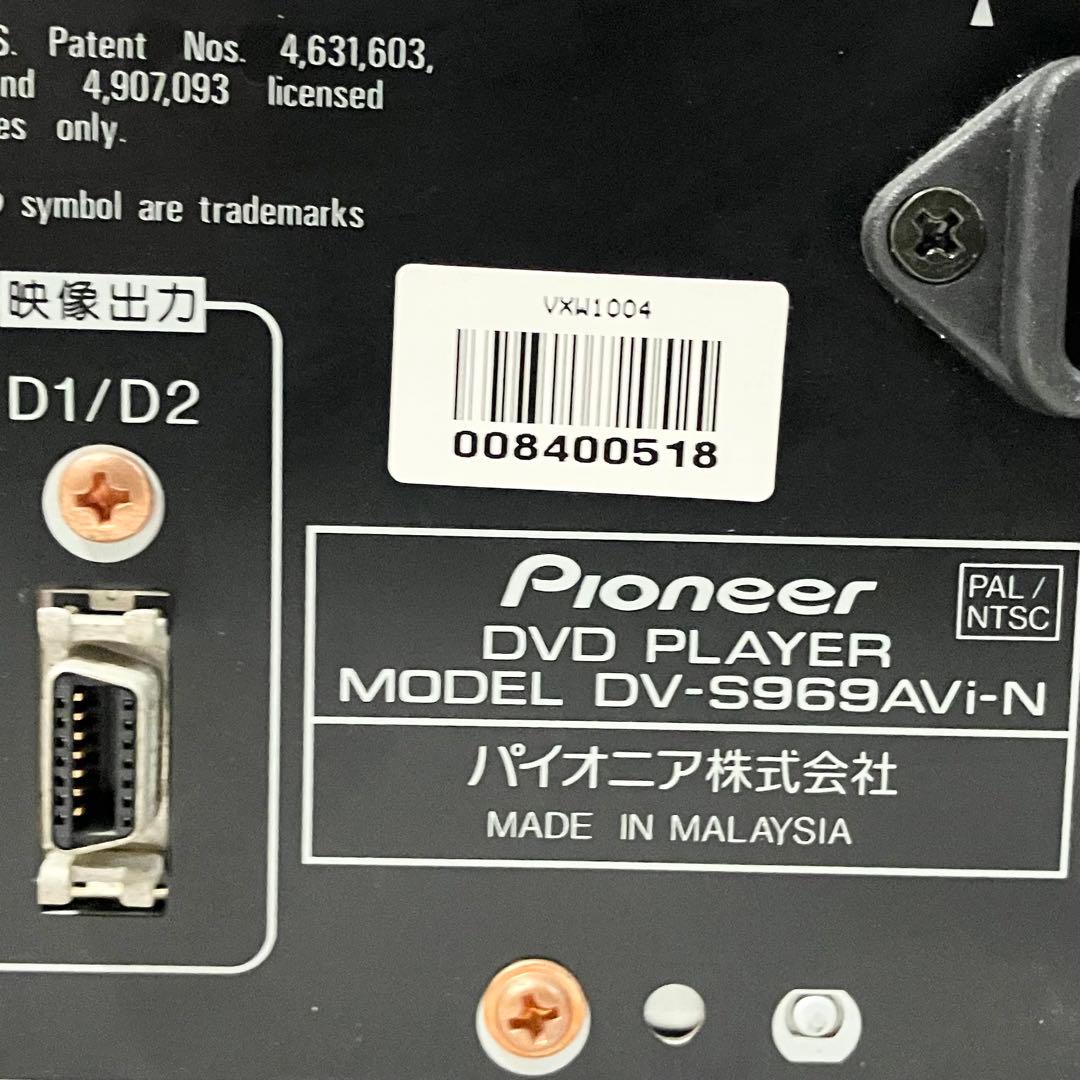 S. Patent Nos. 4,631,603,
nd 4,907,093 licensed
es only.
symbol are trademarks
映像出力
D1/D2
VXW1004
008400518
Pioneer
PAL/
NTSC
DVD PLAYER
MODEL DV-S969AVi-N
パイオニア株式会社
MADE IN MALAYSIA